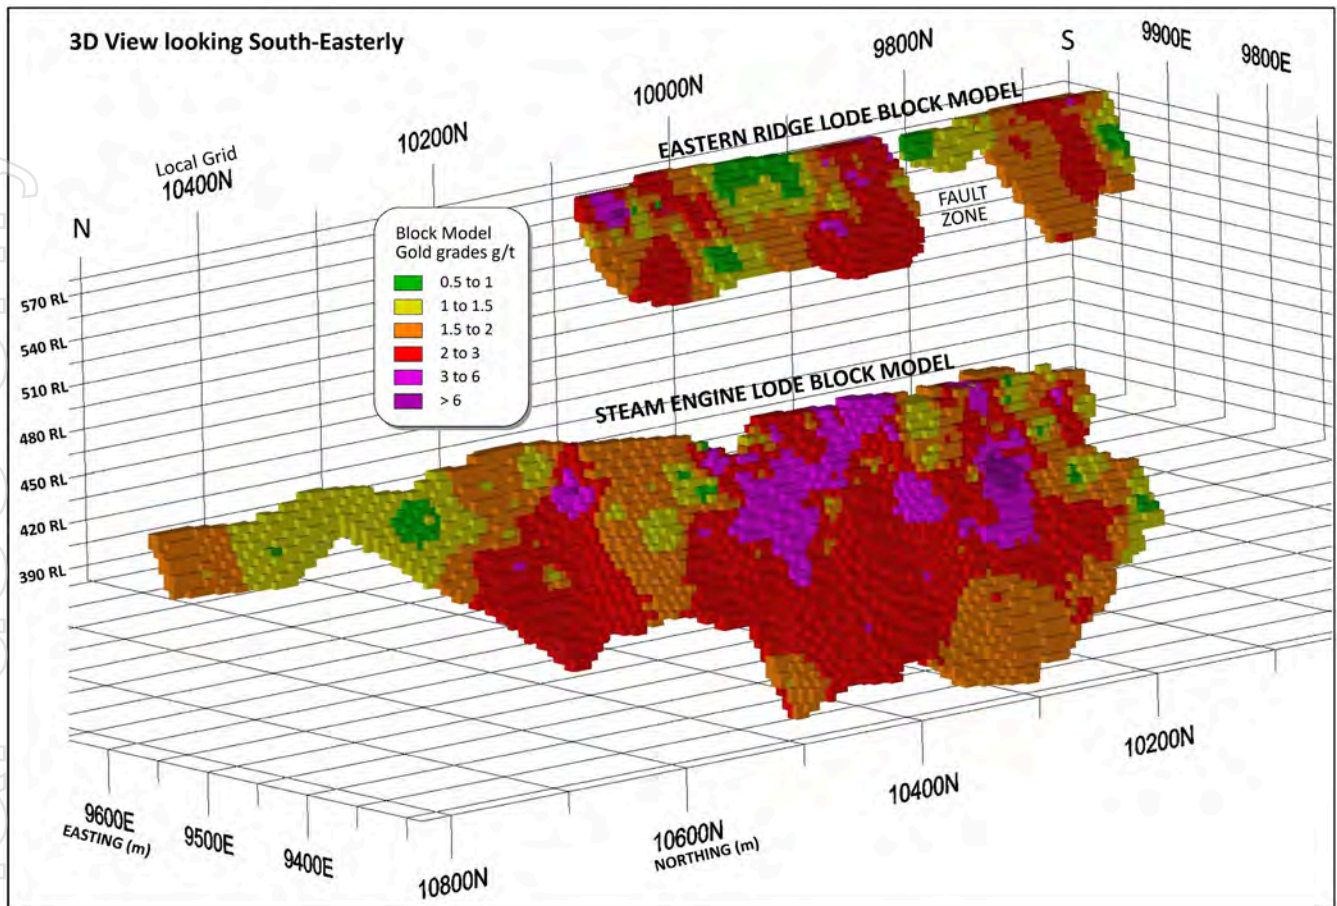 3D View looking South-Easterly
9900E
9800E
S
9800N
10000N
10200N
Local Grid
10400N
N
EASTERN RIDGE LODE BLOCK MODEL
FAULT
ZONE
Block Model
Gold grades g/t
0.5 to 1
1 to 1.5
1.5 to 2
2 to 3
3 to 6
> 6
570 RL
540 RL
510 RL
480 RL
450 RL
420 RL
390 RL
STEAM ENGINE LODE BLOCK MODEL
9600E
9500E
9400E
EASTING (m)
10800N
10600N
10400N
10200N
NORTHING (m)